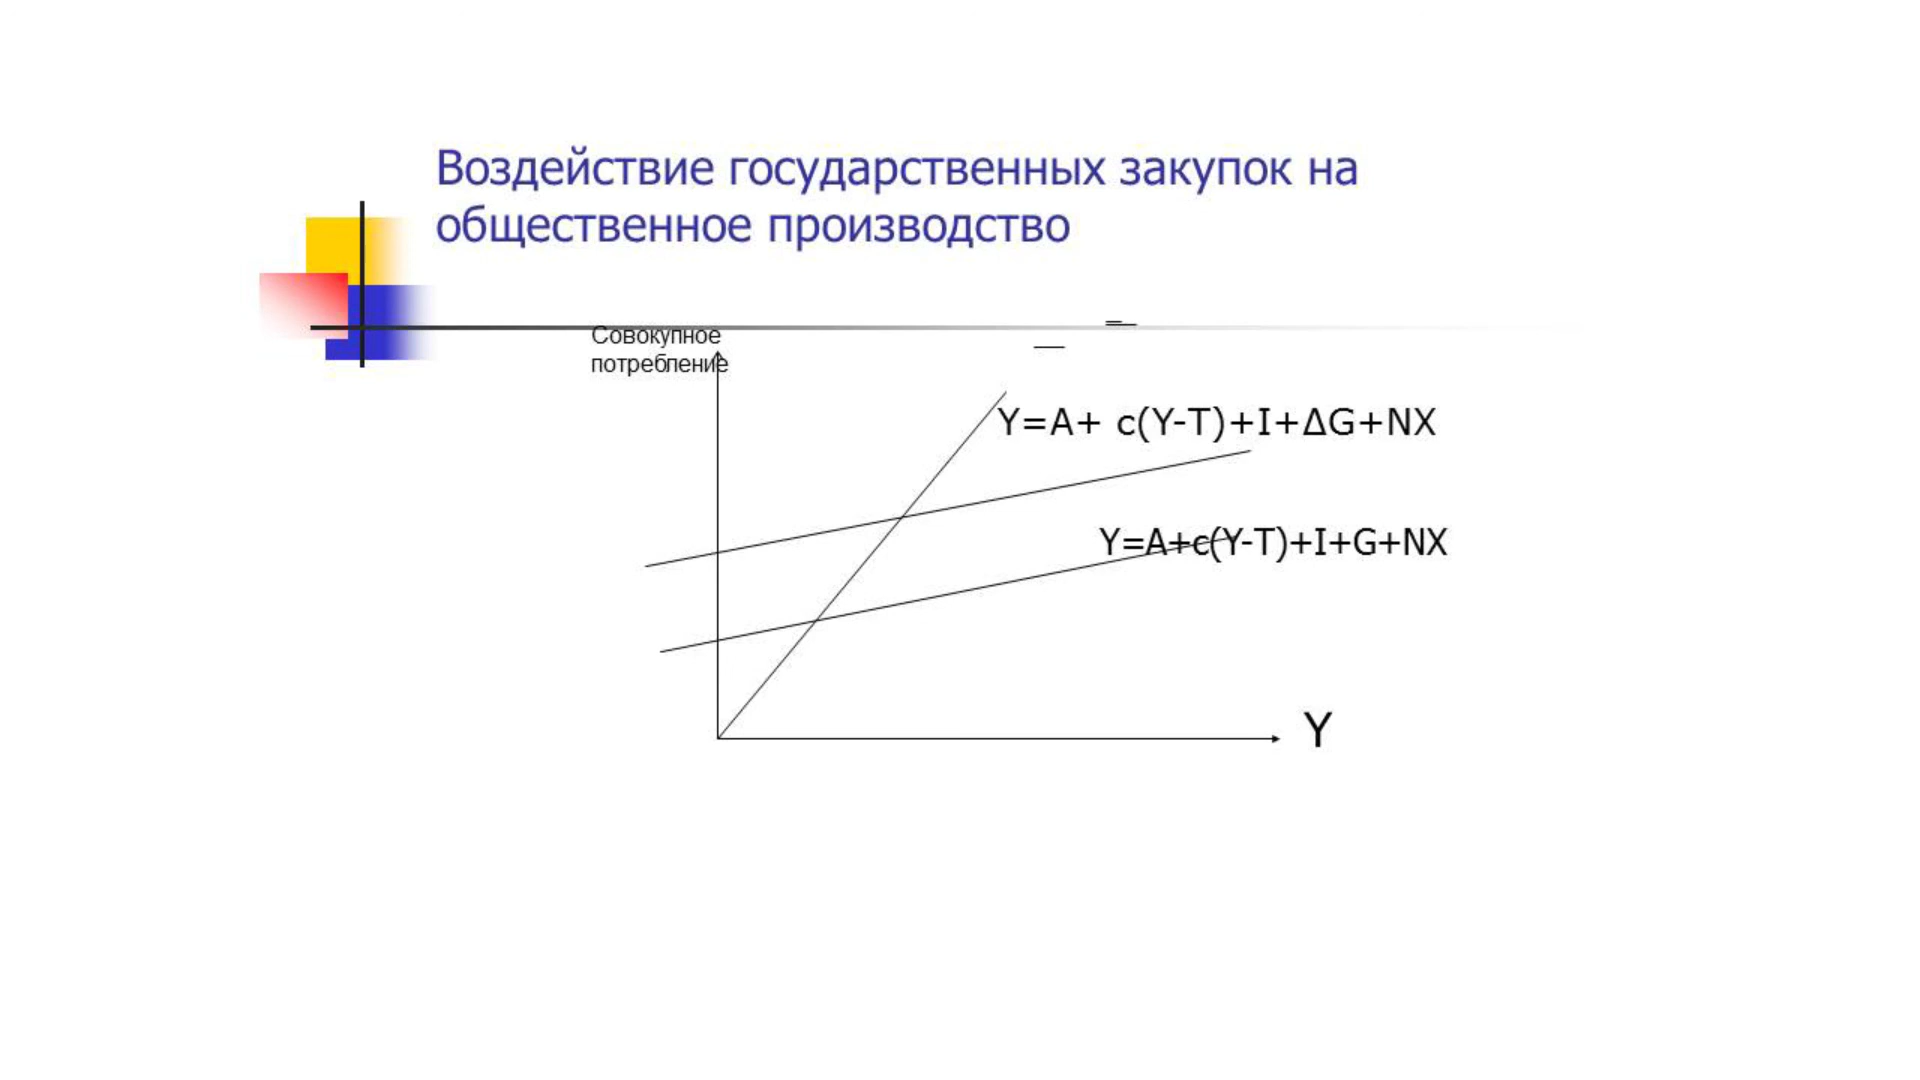 Воздействие государственных закупок на
общественное производство
Совокупное
потребление
Y=A+ c(Y-T)+I+ΔG+NX
Y=A+c(Y-T)+I+G+NX
Y